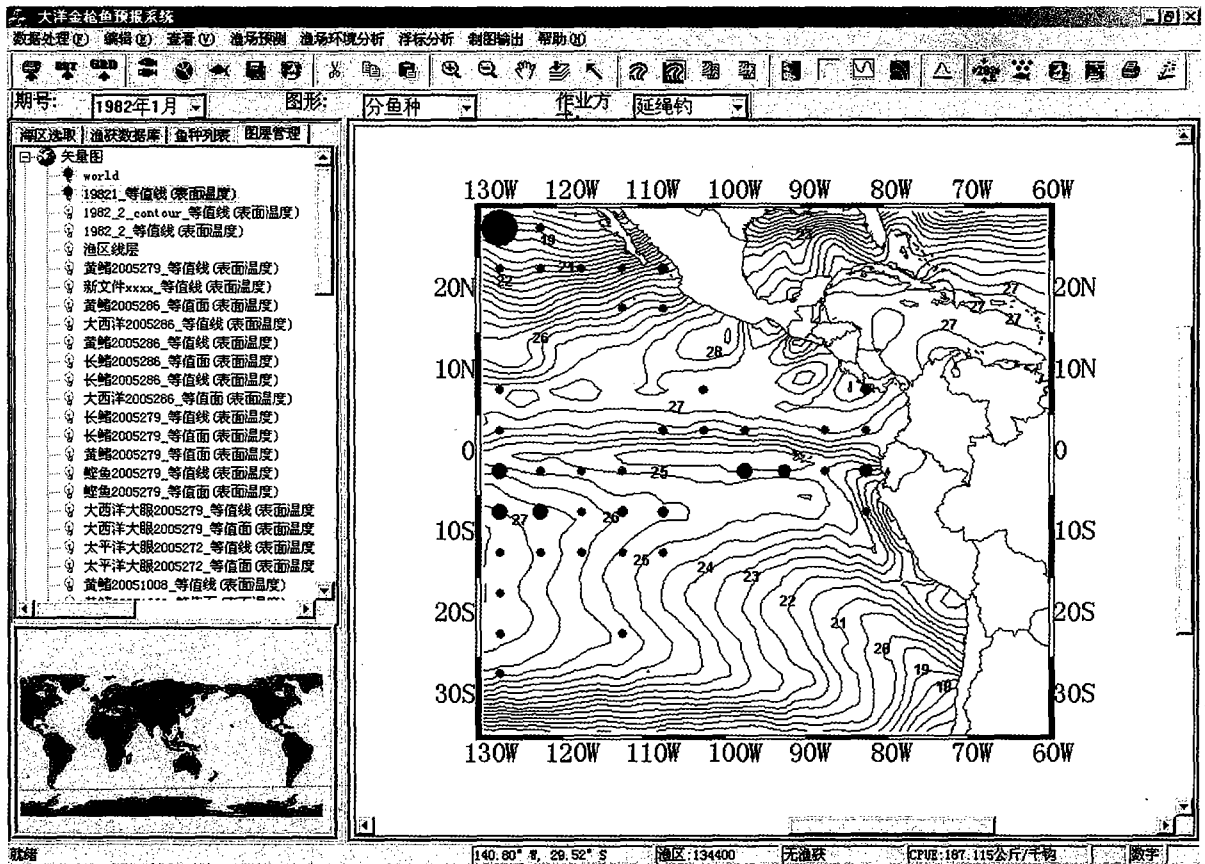 大洋金枪鱼预报系统
数据处理(F) 编辑(E) 查看(V) 渔场预测 渔场环境分析 浮标分析 制图输出 帮助(H)
SST GRD
期号: 1982年1月 图形: 分鱼种 作业方 延绳钓
海区选取 渔获数据库 鱼种列表 图层管理
矢量图
world
19821_等值线(表面温度)
1982_2_contour_等值线(表面温度)
1982_2_等值线(表面温度)
渔区线层
黄鳍2005279_等值线(表面温度)
新文件xxxx_等值线(表面温度)
黄鳍2005286_等值面(表面温度)
大西洋2005286_等值线(表面温度)
黄鳍2005286_等值线(表面温度)
长鳍2005286_等值面(表面温度)
长鳍2005286_等值线(表面温度)
大西洋2005286_等值面(表面温度)
长鳍2005279_等值线(表面温度)
长鳍2005279_等值面(表面温度)
黄鳍2005279_等值面(表面温度)
鲣鱼2005279_等值线(表面温度)
鲣鱼2005279_等值面(表面温度)
大西洋大眼2005279_等值线(表面温度
大西洋大眼2005279_等值面(表面温度
太平洋大眼2005272_等值线(表面温度
太平洋大眼2005272_等值面(表面温度
黄鳍20051008_等值线(表面温度)
130W 120W 110W 100W 90W 80W 70W 60W
19
21
22
20N 27 20N
27
27 27
26
28
10N 10N
27
0 0
25
27 26
10S 10S
25 24 23
22
20S 20S
21
20
19
18
30S 30S
130W 120W 110W 100W 90W 80W 70W 60W
就绪 140.80° W, 29.52° S 渔区:134400 无渔获 CPUE:187.115公斤/千钩 数字